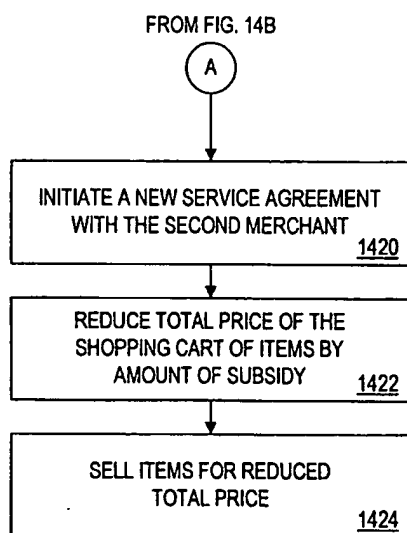 FROM FIG. 14B
A
INITIATE A NEW SERVICE AGREEMENT
WITH THE SECOND MERCHANT
1420
REDUCE TOTAL PRICE OF THE
SHOPPING CART OF ITEMS BY
AMOUNT OF SUBSIDY
1422
SELL ITEMS FOR REDUCED
TOTAL PRICE
1424